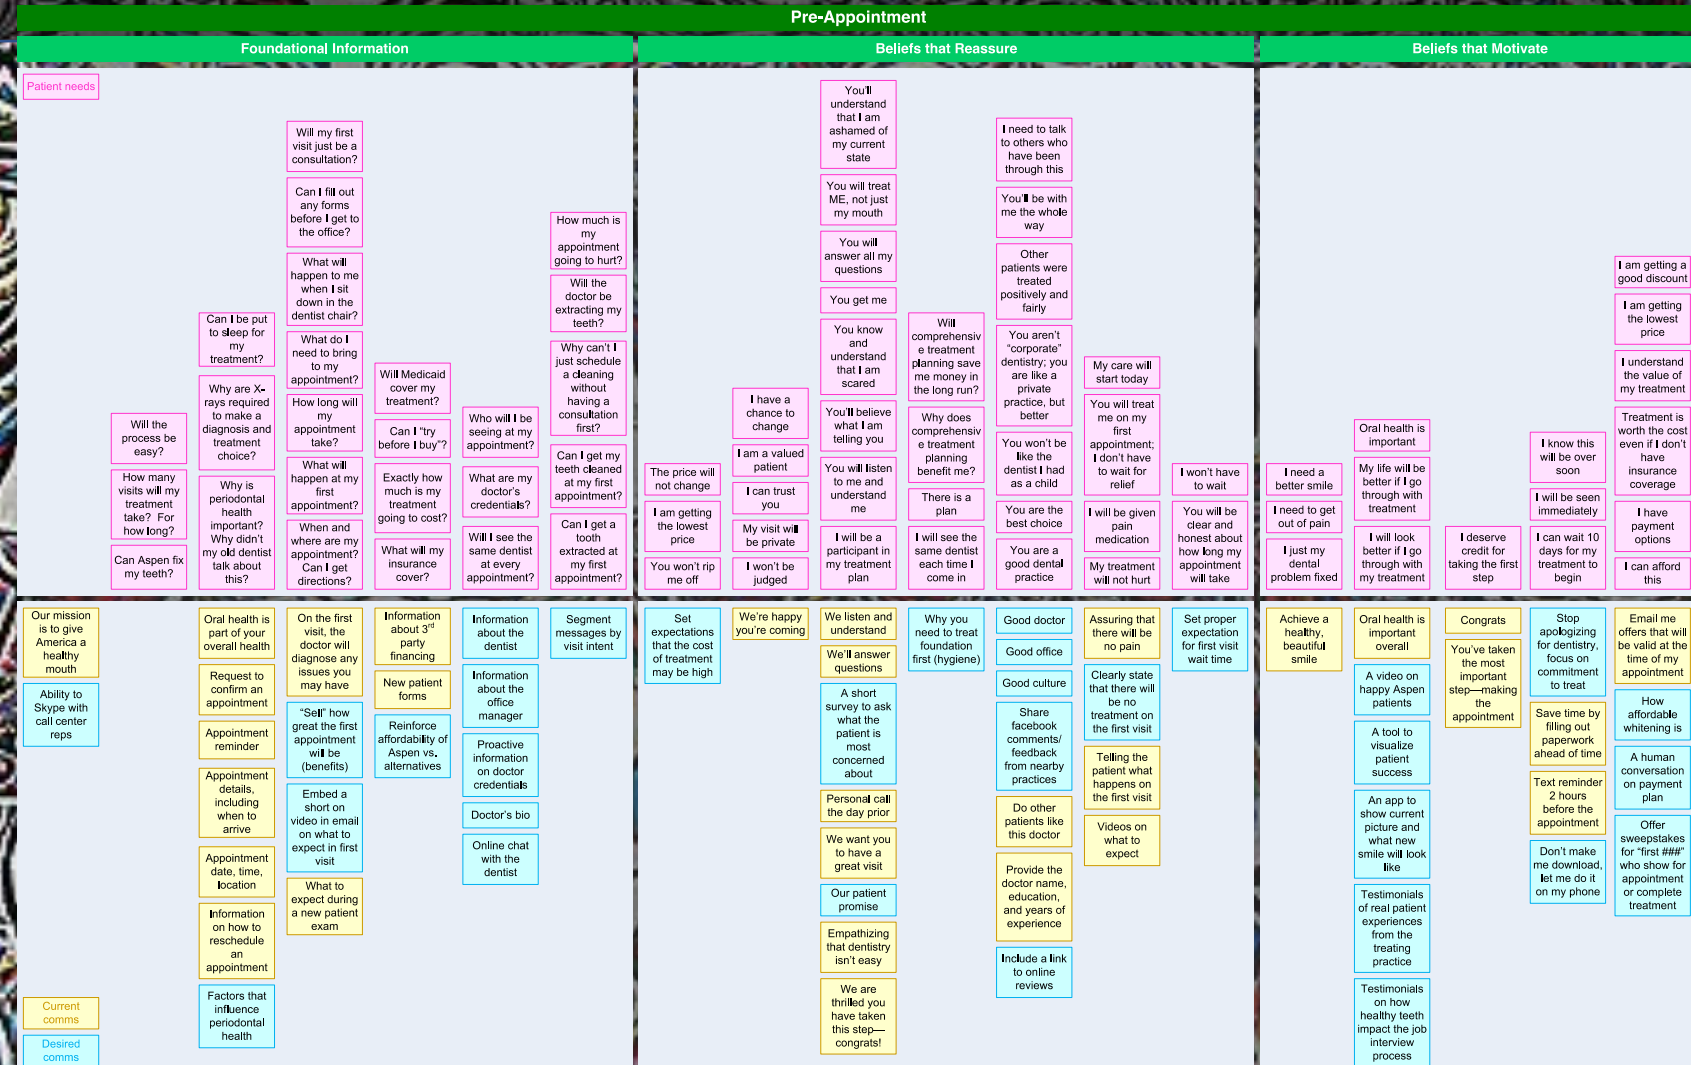 Pre-Appointment
Foundational Information
Beliefs that Reassure
Beliefs that Motivate
Patient needs
Will the
process be
easy?
How many
visits will my
treatment
take?  For
how long?
Can Aspen fix
my teeth?
Can I be put
to sleep for
my
treatment?
Why are X-
rays required
to make a
diagnosis and
treatment
choice?
Why is
periodontal
health
important?
Why didn't
my old dentist
talk about
this?
Will my first
visit just be a
consultation?
Can I fill out
any forms
before I get to
the office?
What will
happen to me
when I sit
down in the
dentist chair?
What do I
need to bring
to my
appointment?
How long will
my
appointment
take?
What will
happen at my
first
appointment?
When and
where are my
appointment?
Can I get
directions?
Will Medicaid
cover my
treatment?
Can I "try
before I buy"?
Exactly how
much is my
treatment
going to cost?
What will my
insurance
cover?
Who will I be
seeing at my
appointment?
What are my
doctor's
credentials?
Will I see the
same dentist
at every
appointment?
How much is
my
appointment
going to hurt?
Will the
doctor be
extracting my
teeth?
Why can't I
just schedule
a cleaning
without
having a
consultation
first?
Can I get my
teeth cleaned
at my first
appointment?
Can I get a
tooth
extracted at
my first
appointment?
The price will
not change
I am getting
the lowest
price
You won't rip
me off
I have a
chance to
change
I am a valued
patient
I can trust
you
My visit will
be private
I won't be
judged
You'll
understand
that I am
ashamed of
my current
state
You will treat
ME, not just
my mouth
You will
answer all my
questions
You get me
You know
and
understand
that I am
scared
You'll believe
what I am
telling you
You will listen
to me and
understand
me
I will be a
participant in
my treatment
plan
Will
comprehensiv
e treatment
planning save
me money in
the long run?
Why does
comprehensiv
e treatment
planning
benefit me?
There is a
plan
I will see the
same dentist
each time I
come in
I need to talk
to others who
have been
through this
You'll be with
me the whole
way
Other
patients were
treated
positively and
fairly
You aren't
"corporate"
dentistry; you
are like a
private
practice, but
better
You won't be
like the
dentist I had
as a child
You are the
best choice
You are a
good dental
practice
My care will
start today
You will treat
me on my
first
appointment;
I don't have
to wait for
relief
I will be given
pain
medication
My treatment
will not hurt
I won't have
to wait
You will be
clear and
honest about
how long my
appointment
will take
I need a
better smile
I need to get
out of pain
I just my
dental
problem fixed
Oral health is
important
My life will be
better if I go
through with
treatment
I will look
better if I go
through with
my treatment
I deserve
credit for
taking the first
step
I know this
will be over
soon
I will be seen
immediately
I can wait 10
days for my
treatment to
begin
I am getting a
good discount
I am getting
the lowest
price
I understand
the value of
my treatment
Treatment is
worth the cost
even if I don't
have
insurance
coverage
I have
payment
options
I can afford
this
Our mission
is to give
America a
healthy
mouth
Ability to
Skype with
call center
reps
Current
comms
Desired
comms
Oral health is
part of your
overall health
Request to
confirm an
appointment
Appointment
reminder
Appointment
details,
including
when to
arrive
Appointment
date, time,
location
Information
on how to
reschedule
an
appointment
Factors that
influence
periodontal
health
On the first
visit, the
doctor will
diagnose any
issues you
may have
"Sell" how
great the first
appointment
will be
(benefits)
Embed a
short on
video in email
on what to
expect in first
visit
What to
expect during
a new patient
exam
Information
about 3rd
party
financing
New patient
forms
Reinforce
affordability of
Aspen vs.
alternatives
Information
about the
dentist
Information
about the
office
manager
Proactive
information
on doctor
credentials
Doctor's bio
Online chat
with the
dentist
Segment
messages by
visit intent
Set
expectations
that the cost
of treatment
may be high
We're happy
you're coming
We listen and
understand
We'll answer
questions
A short
survey to ask
what the
patient is
most
concerned
about
Personal call
the day prior
We want you
to have a
great visit
Our patient
promise
Empathizing
that dentistry
isn't easy
We are
thrilled you
have taken
this step—
congrats!
Why you
need to treat
foundation
first (hygiene)
Good doctor
Good office
Good culture
Share
facebook
comments/
feedback
from nearby
practices
Do other
patients like
this doctor
Provide the
doctor name,
education,
and years of
experience
Include a link
to online
reviews
Assuring that
there will be
no pain
Clearly state
that there will
be no
treatment on
the first visit
Telling the
patient what
happens on
the first visit
Videos on
what to
expect
Set proper
expectation
for first visit
wait time
Achieve a
healthy,
beautiful
smile
Oral health is
important
overall
A video on
happy Aspen
patients
A tool to
visualize
patient
success
An app to
show current
picture and
what new
smile will look
like
Testimonials
of real patient
experiences
from the
treating
practice
Testimonials
on how
healthy teeth
impact the job
interview
process
Congrats
You've taken
the most
important
step—making
the
appointment
Stop
apologizing
for dentistry,
focus on
commitment
to treat
Save time by
filling out
paperwork
ahead of time
Text reminder
2 hours
before the
appointment
Don't make
me download,
let me do it
on my phone
Email me
offers that will
be valid at the
time of my
appointment
How
affordable
whitening is
A human
conversation
on payment
plan
Offer
sweepstakes
for "first ###"
who show for
appointment
or complete
treatment